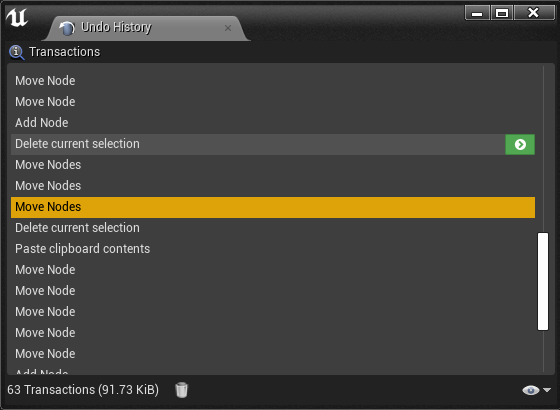 Undo History
Transactions
Move Node
Move Node
Add Node
Delete current selection
Move Nodes
Move Nodes
Move Nodes
Delete current selection
Paste clipboard contents
Move Node
Move Node
Move Node
Move Node
Move Node
Add Node
63 Transactions (91.73 KiB)